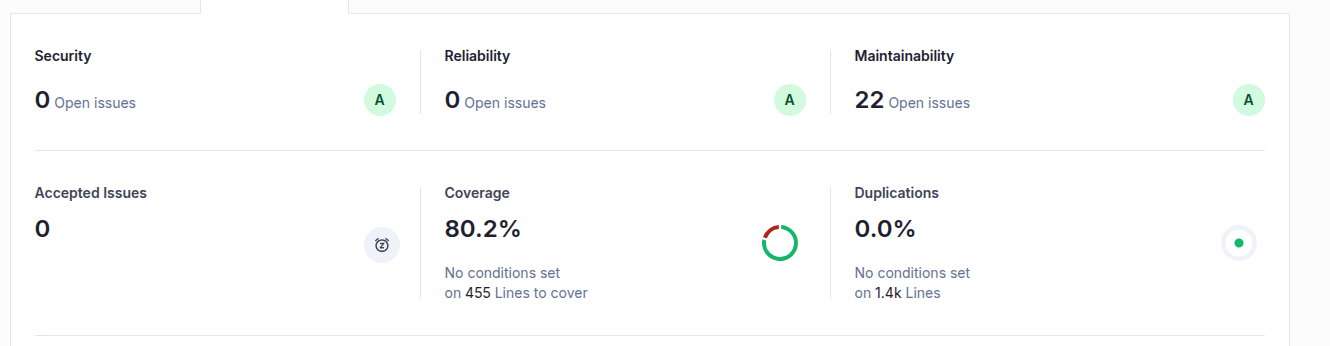 Security
0 Open issues
A
Reliability
0 Open issues
A
Maintainability
22 Open issues
A
Accepted Issues
0
Coverage
80.2%
No conditions set
on 455 Lines to cover
Duplications
0.0%
No conditions set
on 1.4k Lines